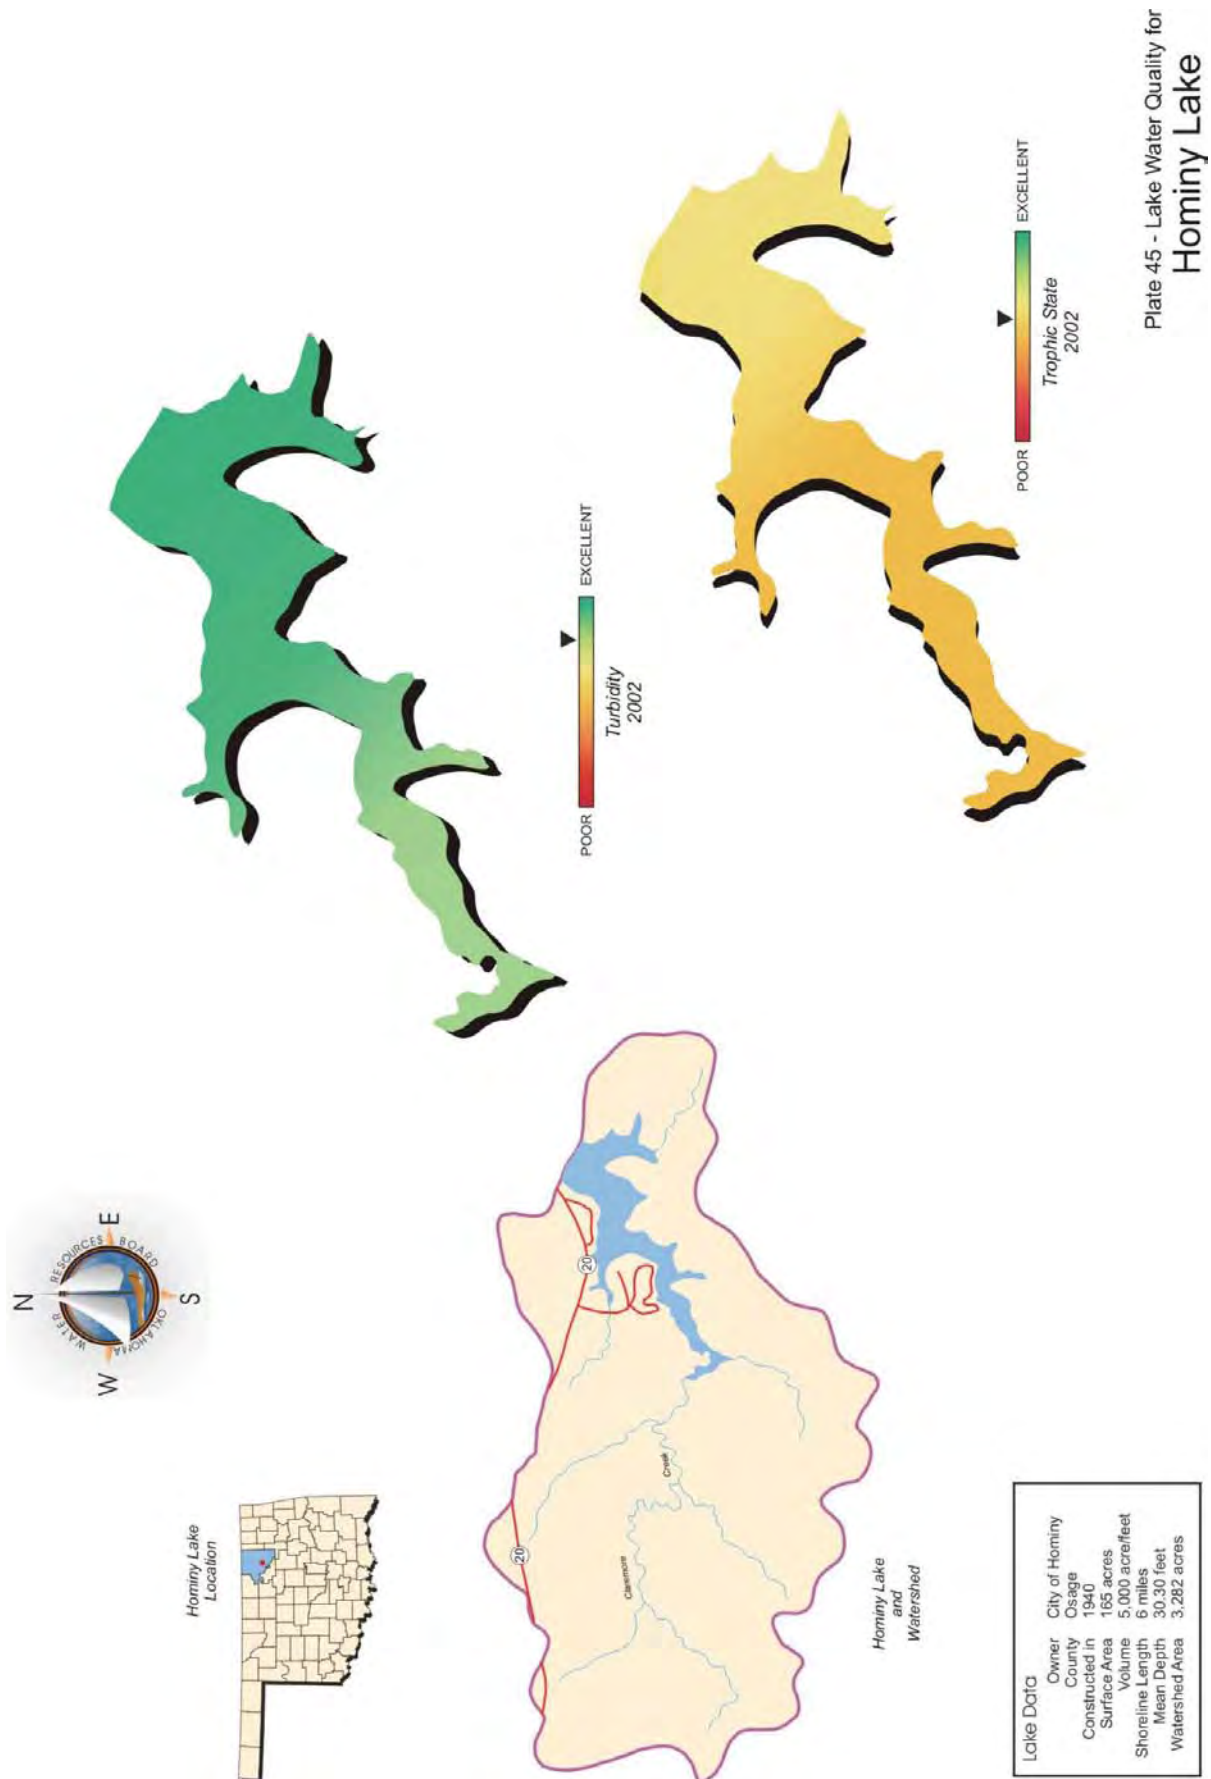 Plate 45 - Lake Water Quality for
Hominy Lake
N
W
E
S
OKLAHOMA WATER RESOURCES BOARD
Hominy Lake
Location
20
20
Claremore
Creek
Hominy Lake
and
Watershed
POOR EXCELLENT
Turbidity
2002
POOR EXCELLENT
Trophic State
2002
Lake Data
Owner City of Hominy
County Osage
Constructed in 1940
Surface Area 165 acres
Volume 5,000 acre/feet
Shoreline Length 6 miles
Mean Depth 30.30 feet
Watershed Area 3,282 acres